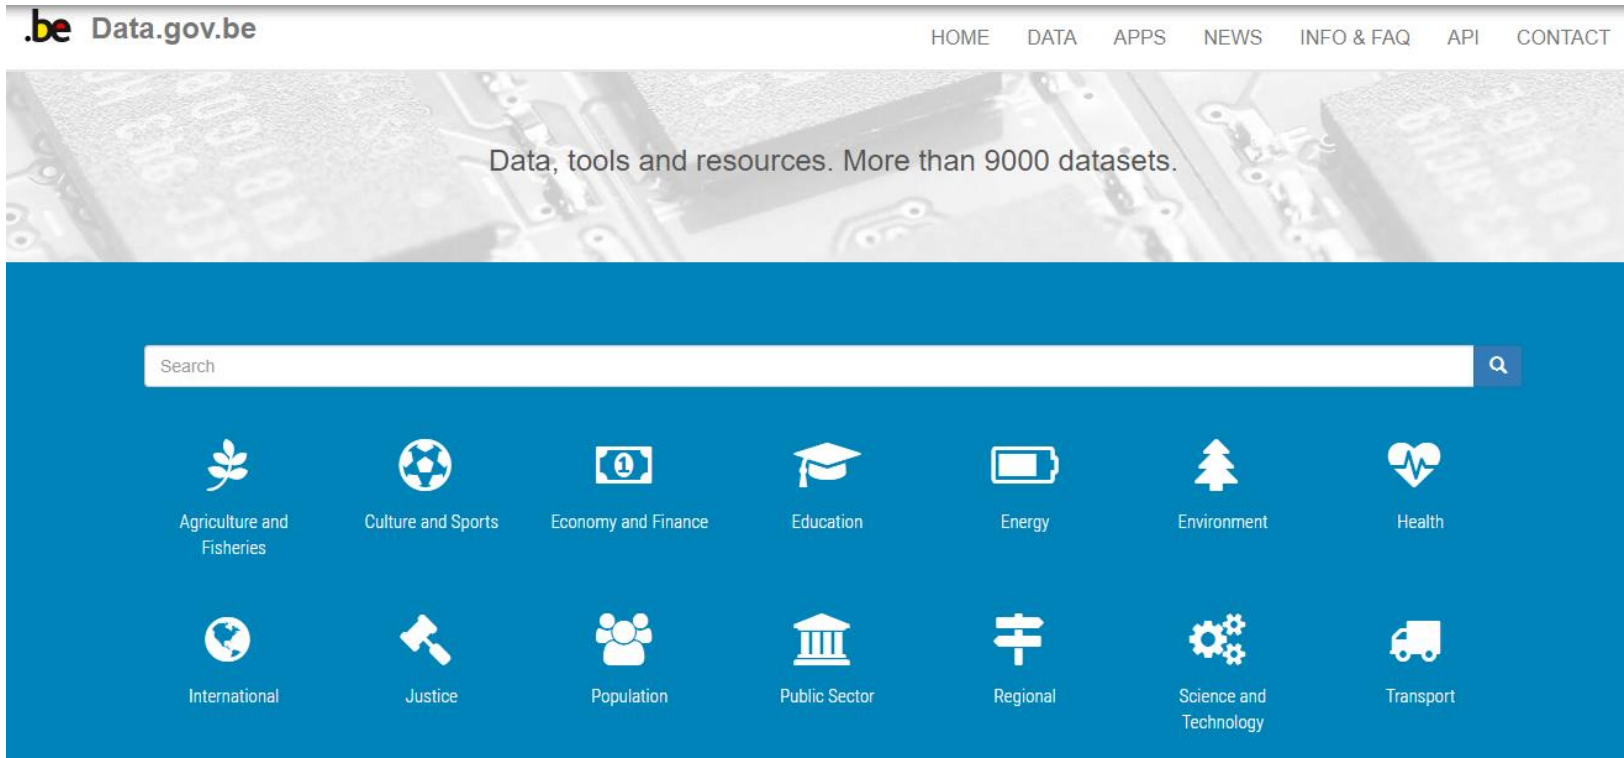 .be Data.gov.be
HOME DATA APPS NEWS INFO & FAQ API CONTACT
Data, tools and resources. More than 9000 datasets.
Search
1
Agriculture and
Fisheries
Culture and Sports
Economy and Finance
Education
Energy
Environment
Health
International
Justice
Population
Public Sector
Regional
Science and
Technology
Transport